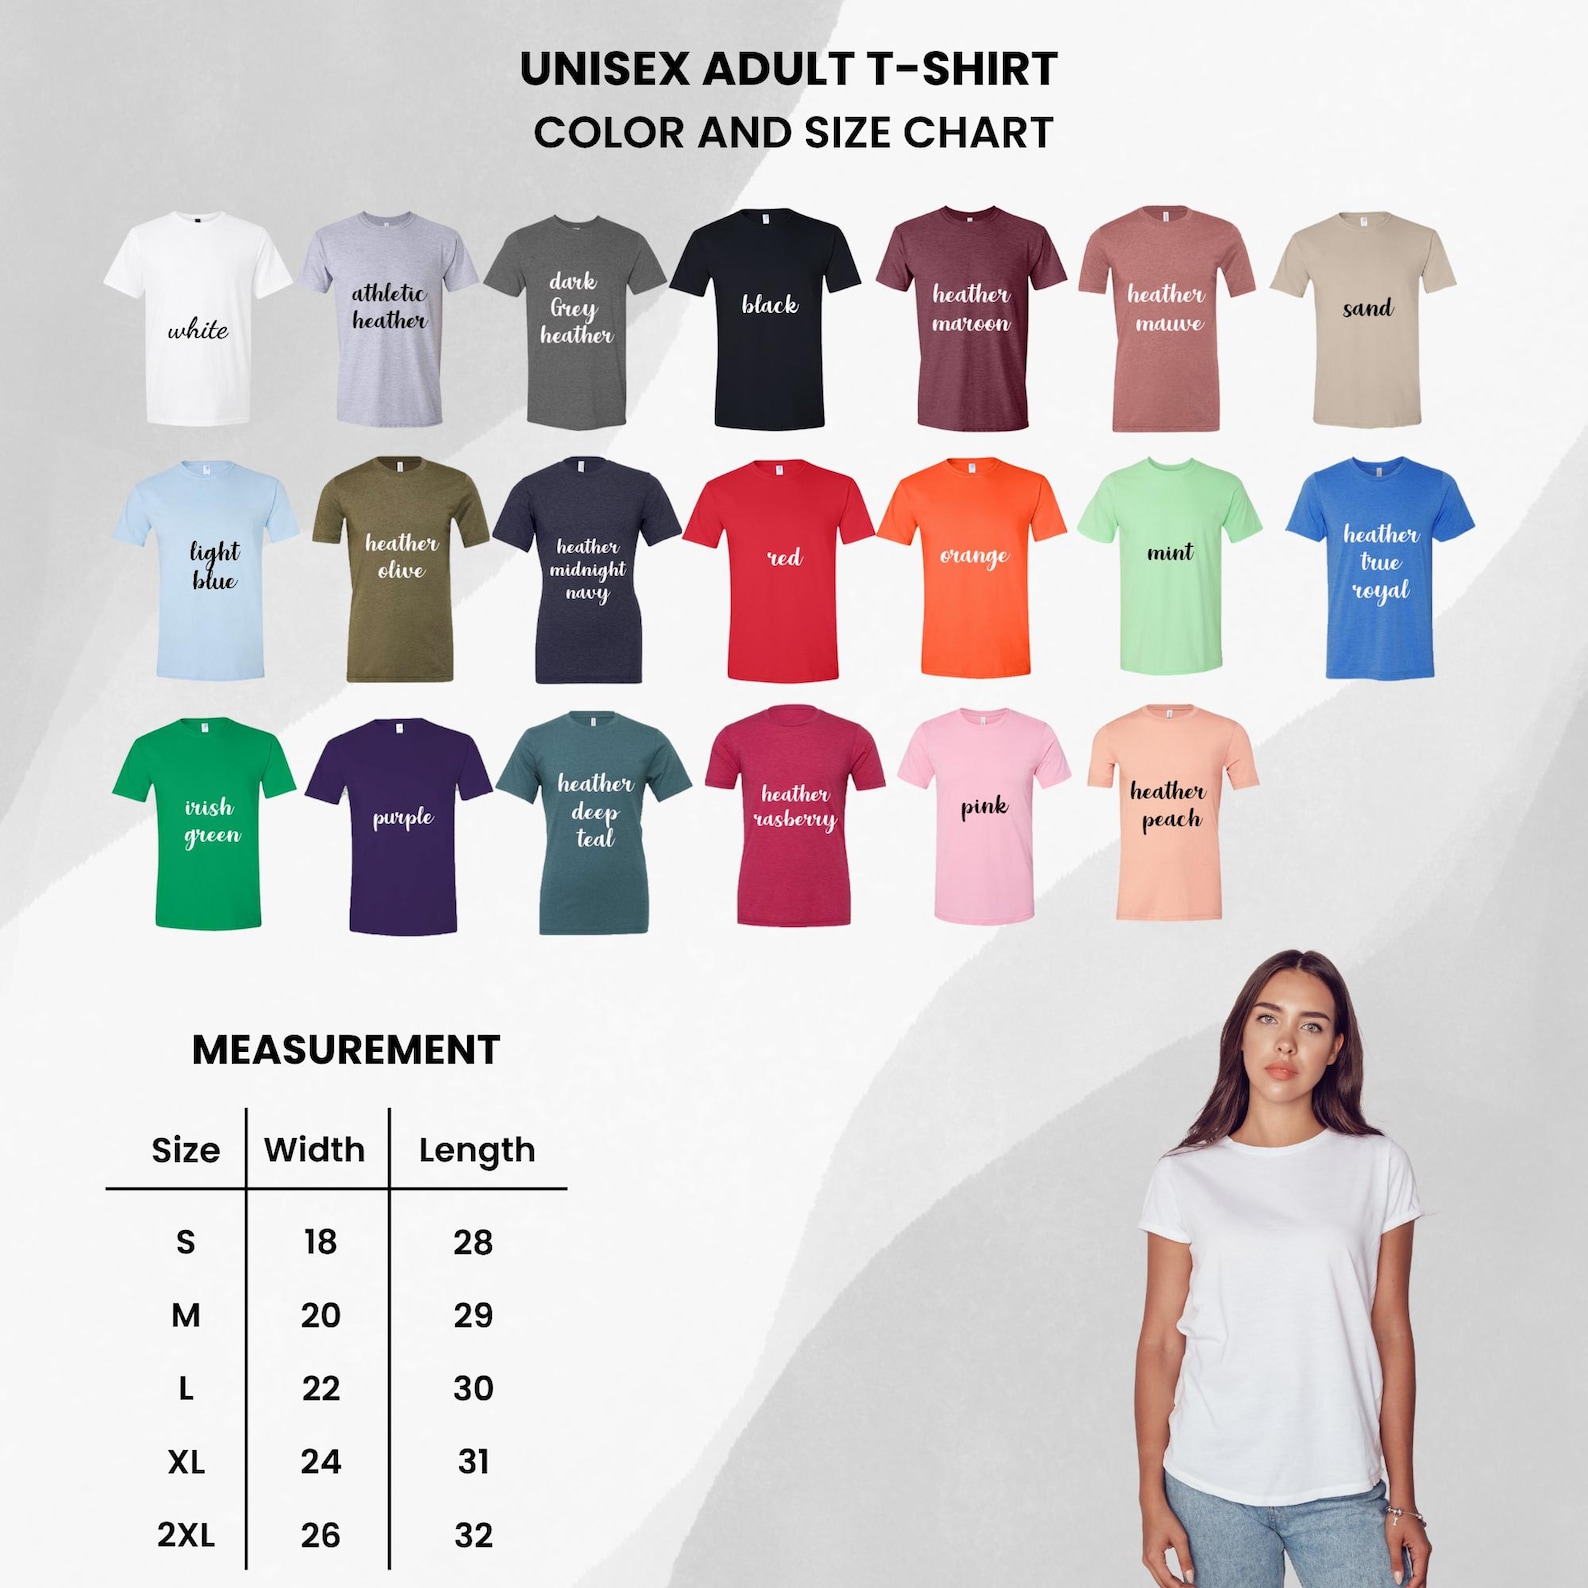 UNISEX ADULT T-SHIRT
COLOR AND SIZE CHART
white
athletic
heather
dark
Grey
heather
black
heather
maroon
heather
mauve
sand
light
blue
heather
olive
heather
midnight
navy
red
orange
mint
heather
true
royal
irish
green
purple
heather
deep
teal
heather
rasberry
pink
heather
peach
MEASUREMENT
Size Width Length
S 18 28
M 20 29
L 22 30
XL 24 31
2XL 26 32